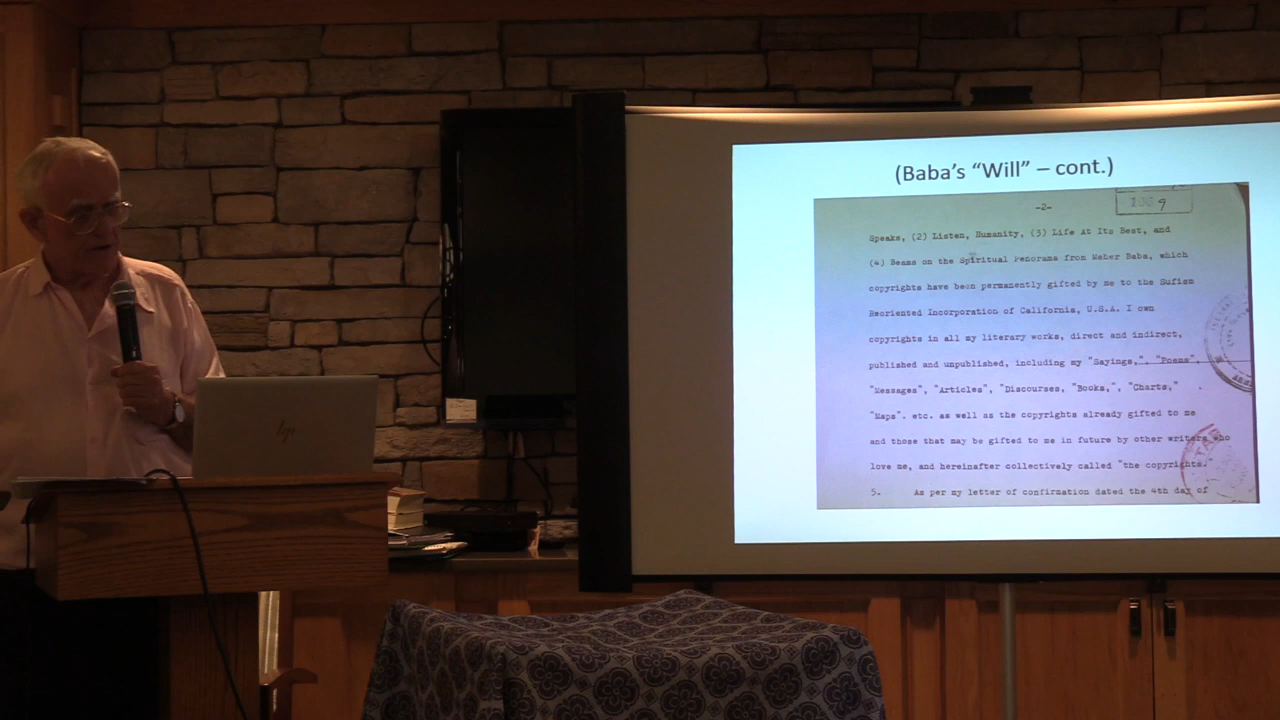 (Baba's "Will" – cont.)
-2-
9
Speaks, (2) Listen, Humanity, (3) Life At Its Best, and
(4) Beams on the Spiritual Panorama from Meher Baba, which
copyrights have been permanently gifted by me to the Sufism
Reoriented Incorporation of California, U.S.A. I own
copyrights in all my literary works, direct and indirect,
published and unpublished, including my "Sayings,", "Poems"
"Messages", "Articles", "Discourses, "Books,", "Charts,"
"Maps". etc. as well as the copyrights already gifted to me
and those that may be gifted to me in future by other writers who
love me, and hereinafter collectively called "the copyrights."
5. As per my letter of confirmation dated the 4th day of
hp